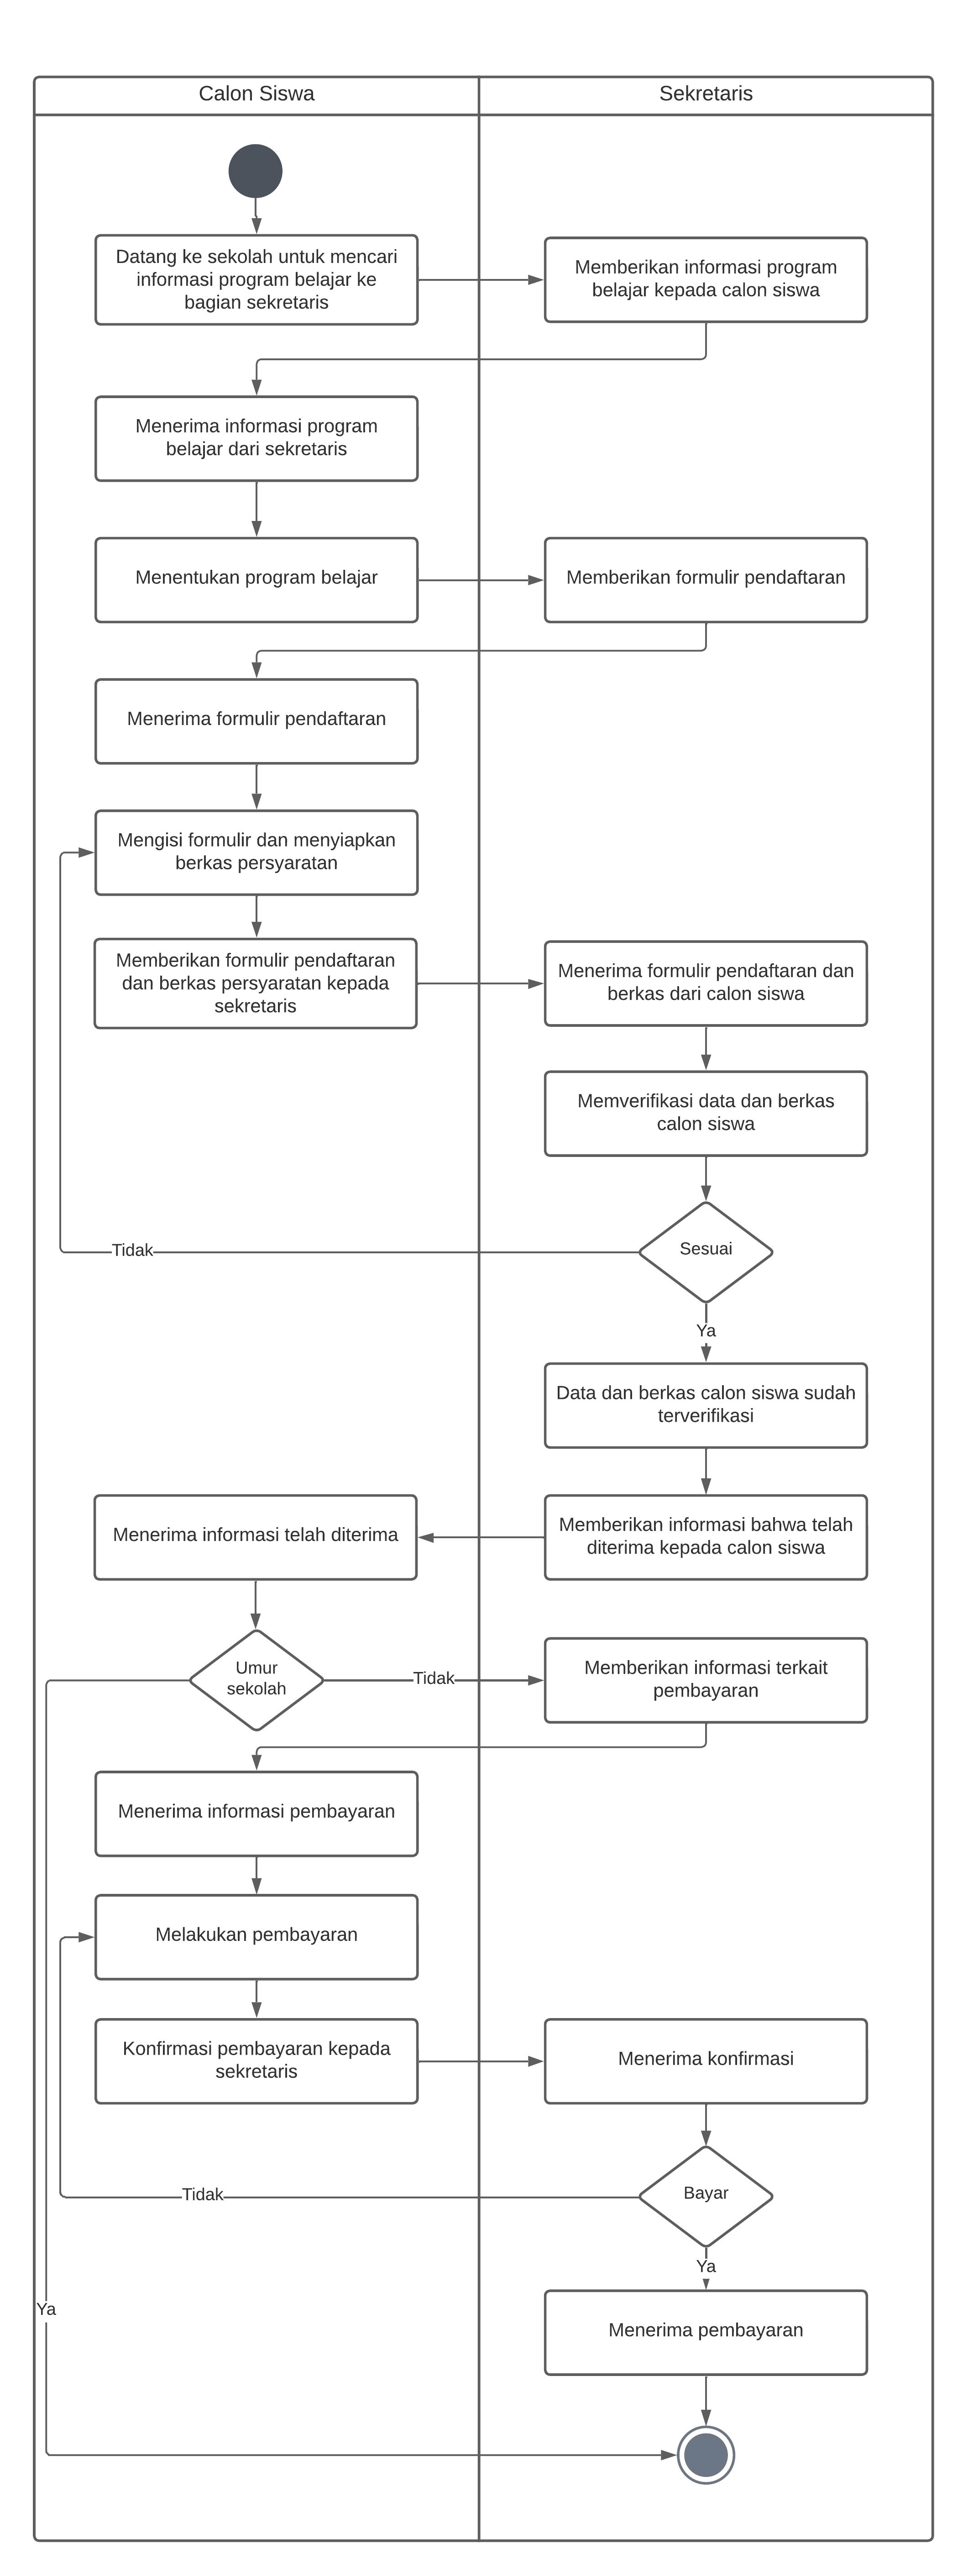 Calon Siswa
Sekretaris
Datang ke sekolah untuk mencari
informasi program belajar ke
bagian sekretaris
Memberikan informasi program
belajar kepada calon siswa
Menerima informasi program
belajar dari sekretaris
Menentukan program belajar
Memberikan formulir pendaftaran
Menerima formulir pendaftaran
Mengisi formulir dan menyiapkan
berkas persyaratan
Memberikan formulir pendaftaran
dan berkas persyaratan kepada
sekretaris
Menerima formulir pendaftaran dan
berkas dari calon siswa
Memverifikasi data dan berkas
calon siswa
Sesuai
Tidak
Ya
Data dan berkas calon siswa sudah
terverifikasi
Memberikan informasi bahwa telah
diterima kepada calon siswa
Menerima informasi telah diterima
Umur
sekolah
Tidak
Memberikan informasi terkait
pembayaran
Menerima informasi pembayaran
Melakukan pembayaran
Konfirmasi pembayaran kepada
sekretaris
Menerima konfirmasi
Bayar
Tidak
Ya
Ya
Menerima pembayaran